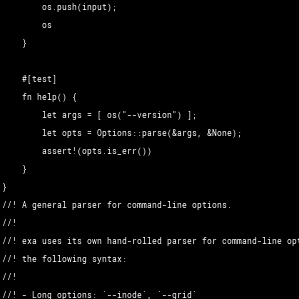 os.push(input);
os
}
#[test]
fn help() {
let args = [ os("--version") ];
let opts = Options::parse(&args, &None);
assert!(opts.is_err())
}
}
//! A general parser for command-line options.
//!
//! exa uses its own hand-rolled parser for command-line opt
//! the following syntax:
//!
//! - Long options: `--inode`, `--grid`